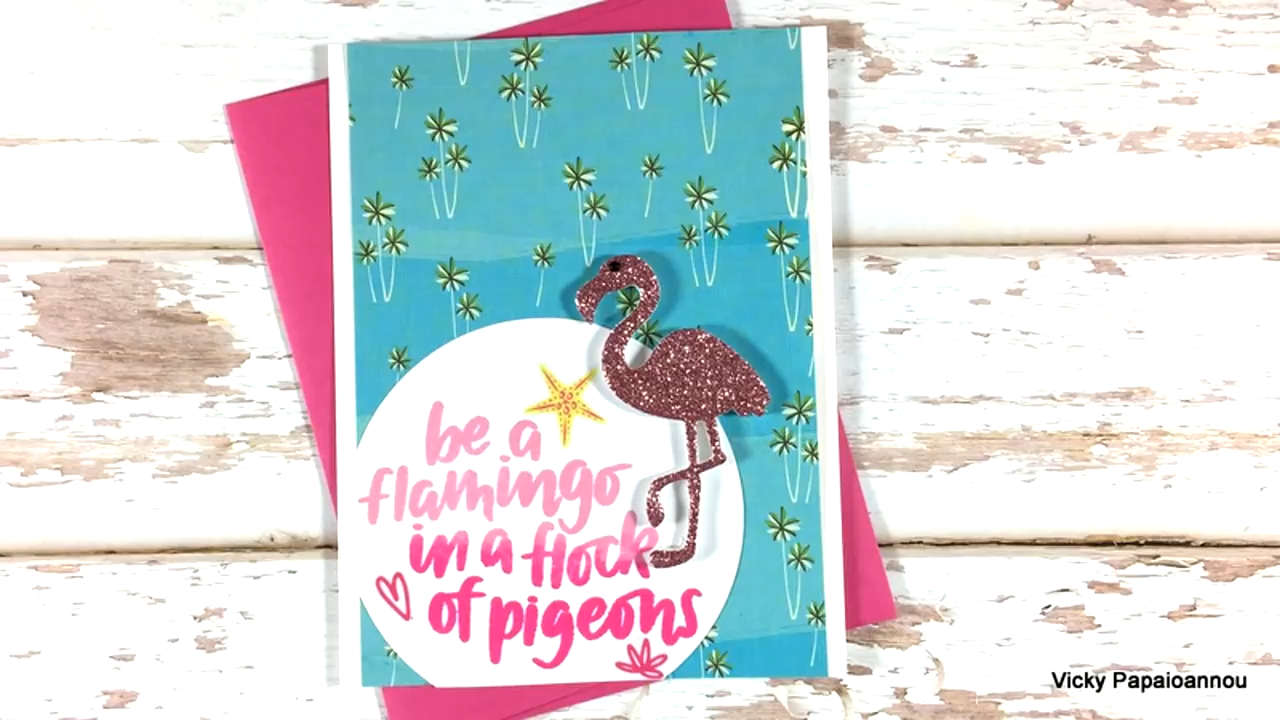 be a
flamingo
in a flock
of pigeons
Vicky Papaioannou